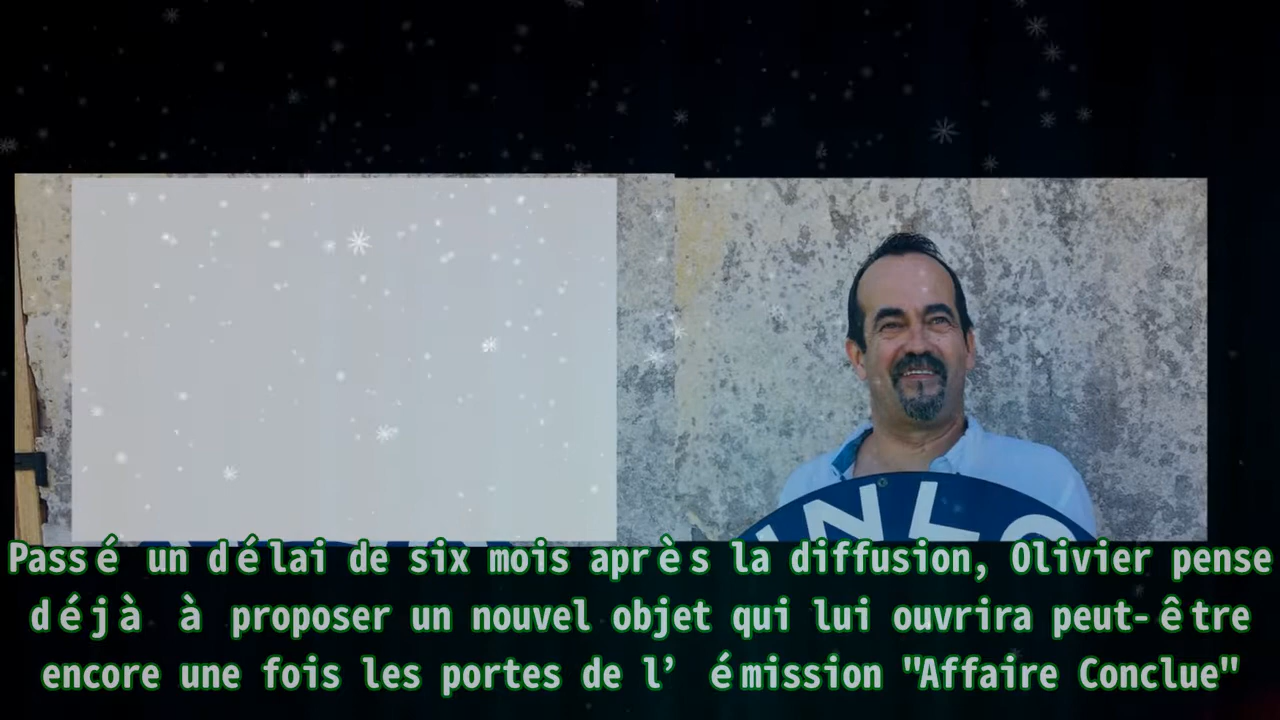 Passé un délai de six mois après la diffusion, Olivier pense
déjà à proposer un nouvel objet qui lui ouvrira peut-être
encore une fois les portes de l’émission "Affaire Conclue"